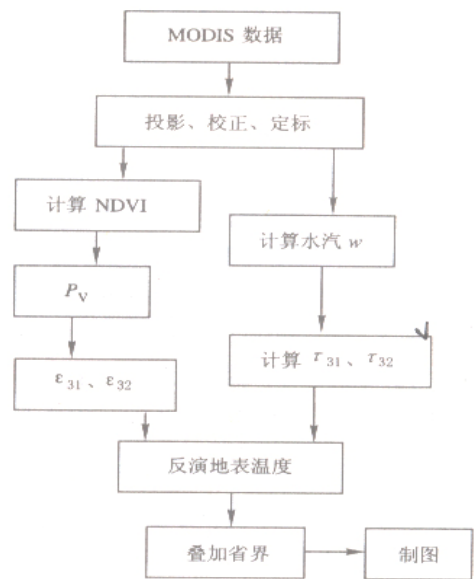 MODIS 数据
投影、校正、定标
计算 NDVI
计算水汽 w
PV
计算 τ31、τ32
ε31、ε32
反演地表温度
叠加省界
制图